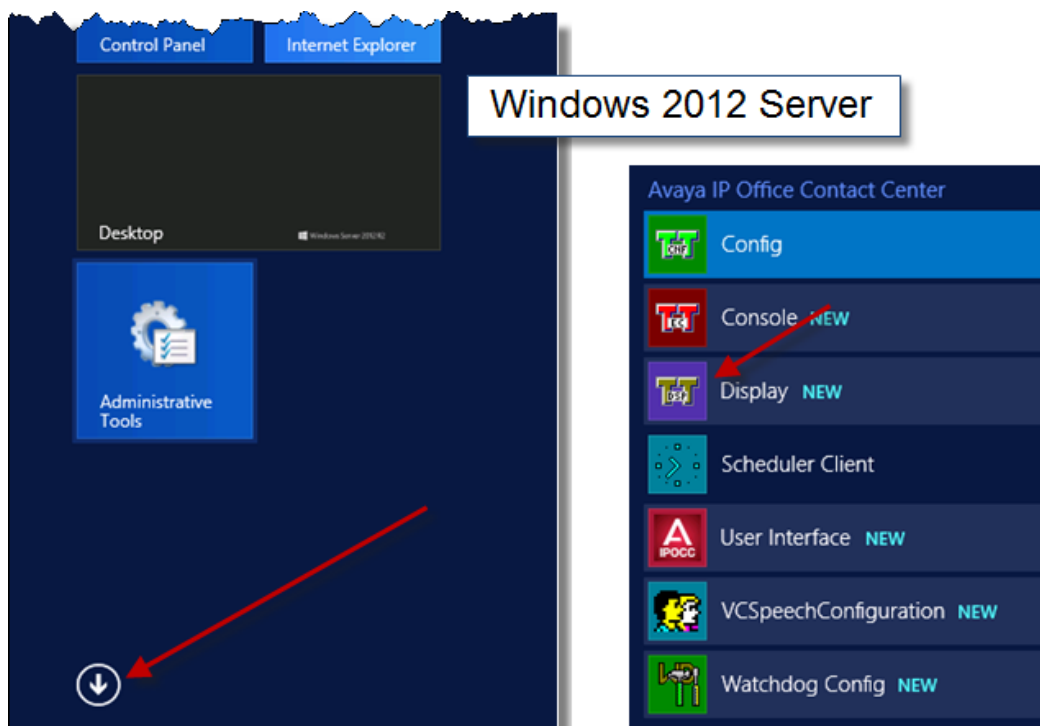 Control Panel
Internet Explorer
Windows 2012 Server
Desktop
Administrative
Tools
Avaya IP Office Contact Center
Config
Console NEW
Display NEW
Scheduler Client
IPOCC
User Interface NEW
VCSpeechConfiguration NEW
Watchdog Config NEW